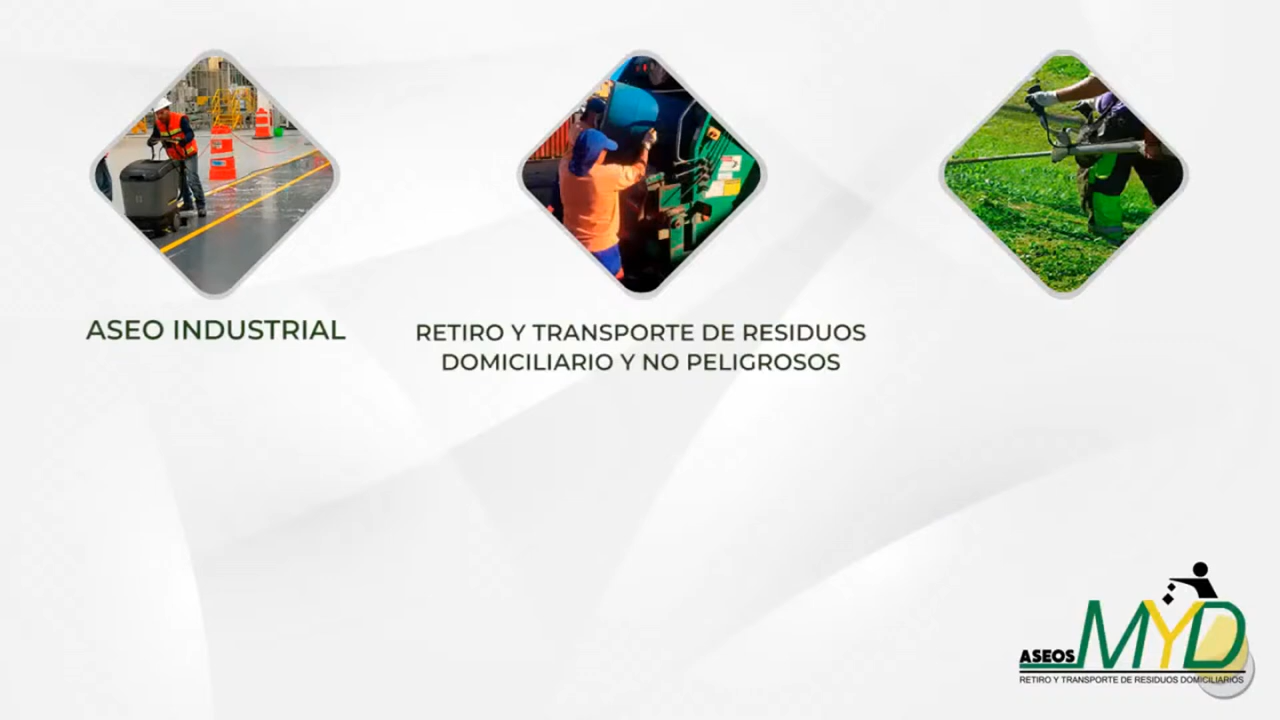 ASEO INDUSTRIAL
RETIRO Y TRANSPORTE DE RESIDUOS
DOMICILIARIO Y NO PELIGROSOS
ASEOS MYD
RETIRO Y TRANSPORTE DE RESIDUOS DOMICILIARIOS